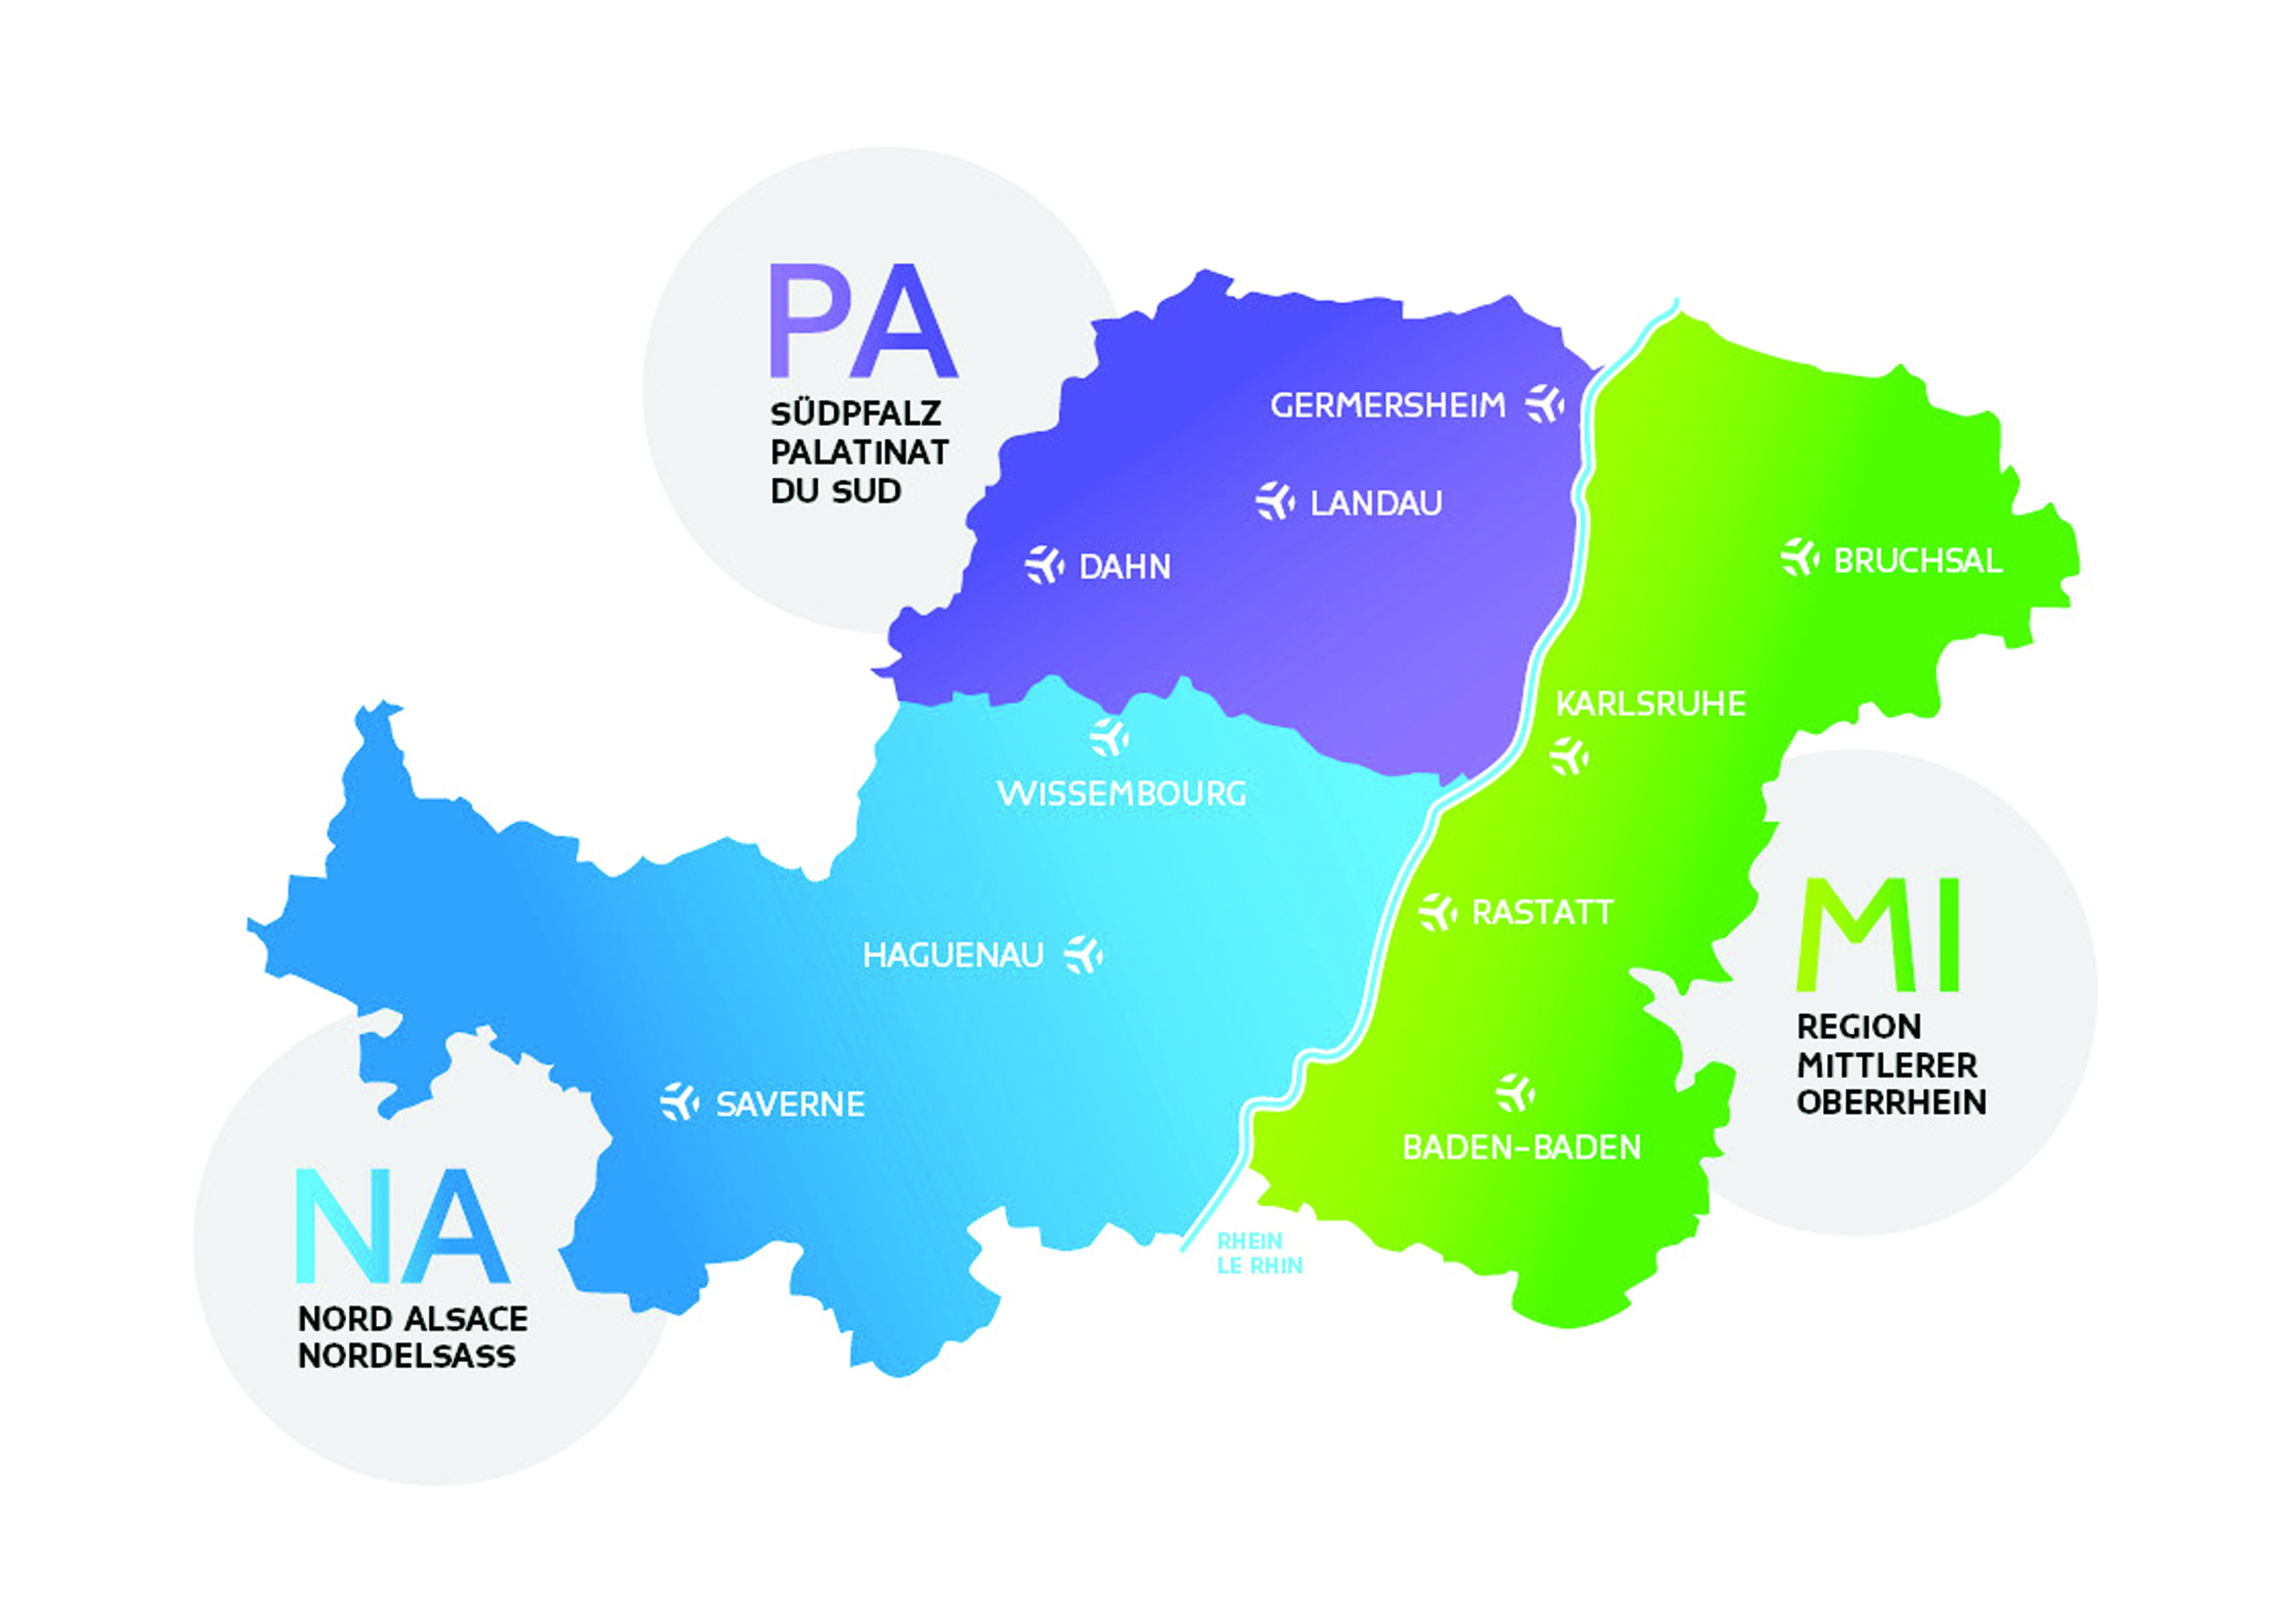 PA
SÜDPFALZ
PALATINAT
DU SUD
GERMERSHEIM
LANDAU
DAHN
BRUCHSAL
KARLSRUHE
WISSEMBOURG
RASTATT
HAGUENAU
MI
REGION
MITTLERER
OBERRHEIN
SAVERNE
BADEN-BADEN
NA
NORD ALSACE
NORDELSASS
RHEIN
LE RHIN